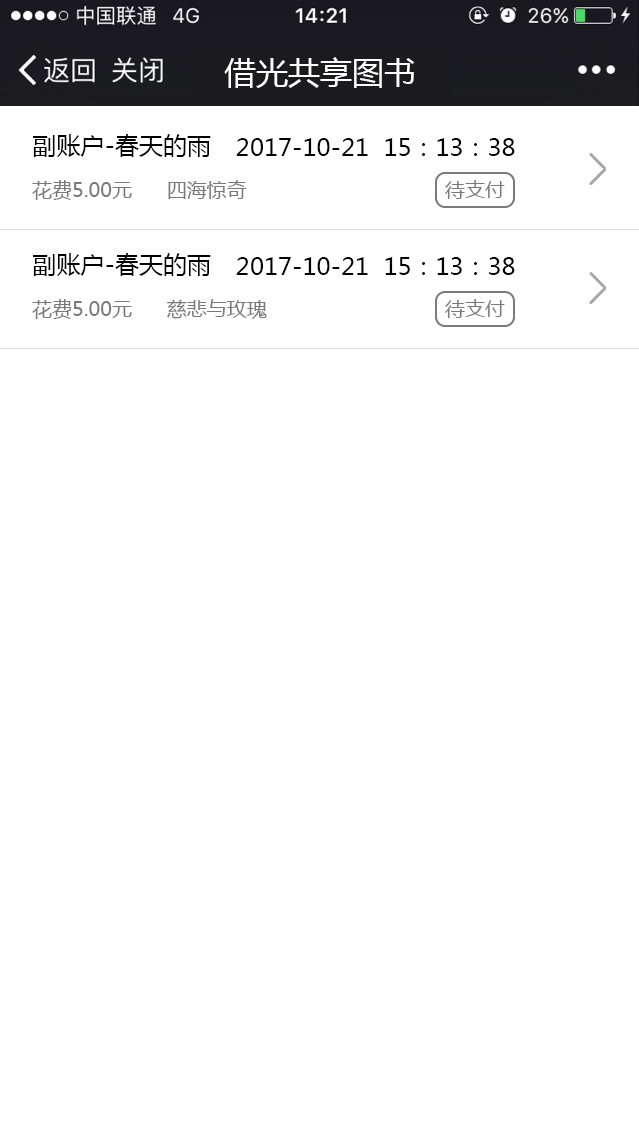 中国联通 4G 14:21 26%
返回 关闭 借光共享图书
副账户-春天的雨 2017-10-21 15：13：38
花费5.00元 四海惊奇 待支付
副账户-春天的雨 2017-10-21 15：13：38
花费5.00元 慈悲与玫瑰 待支付